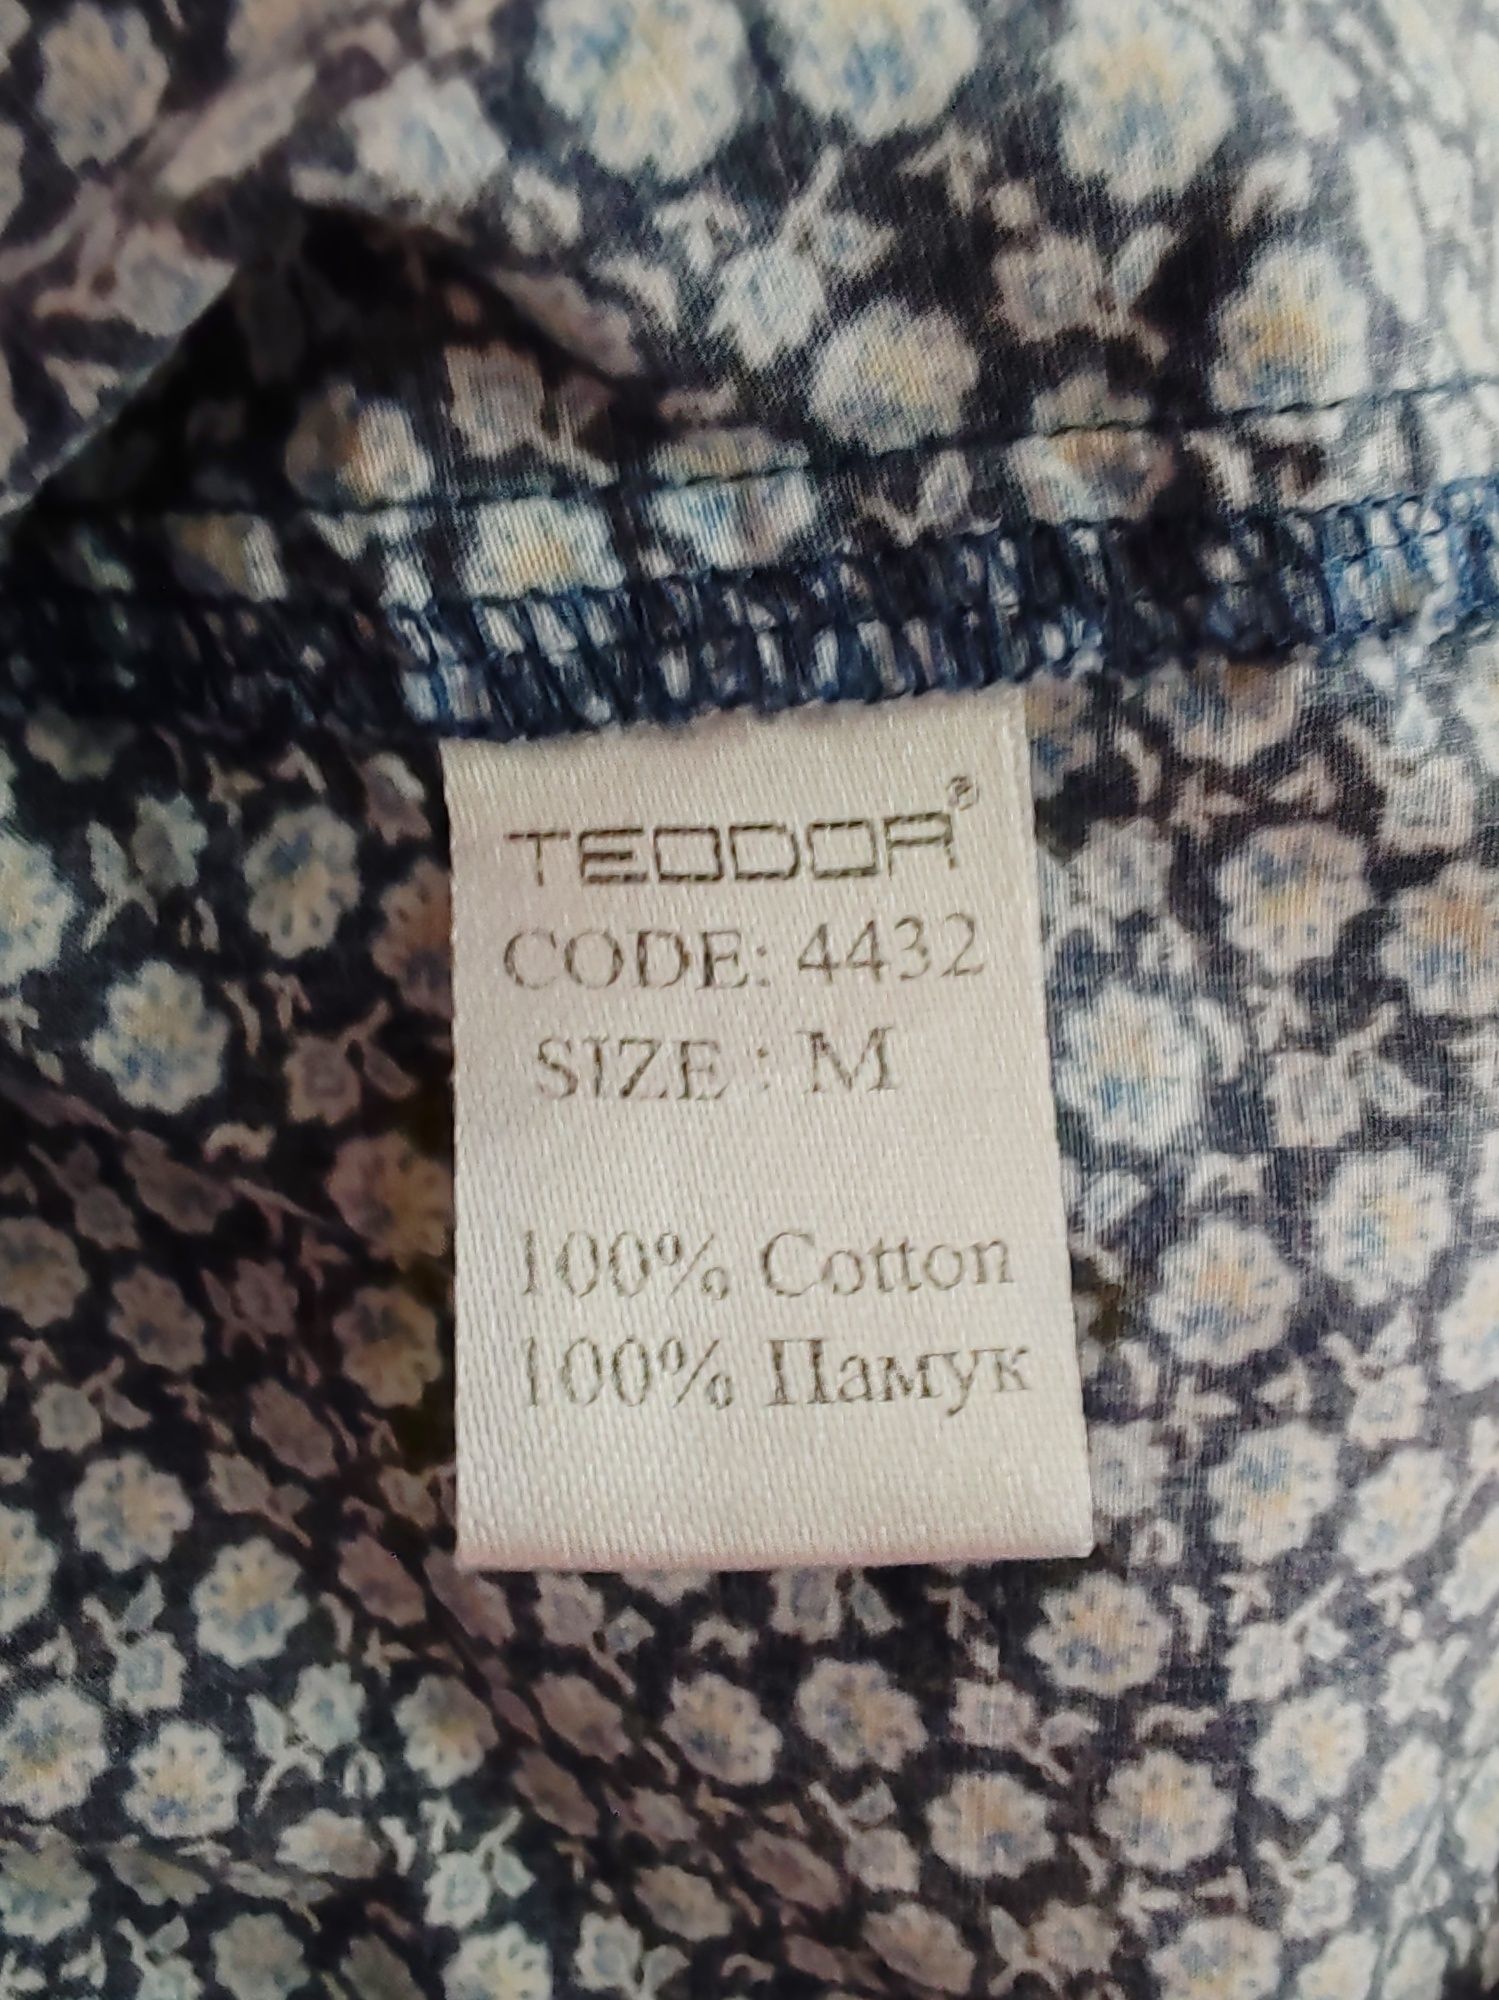 TEODOR®
CODE: 4432
SIZE : M
100% Cotton
100% Памук